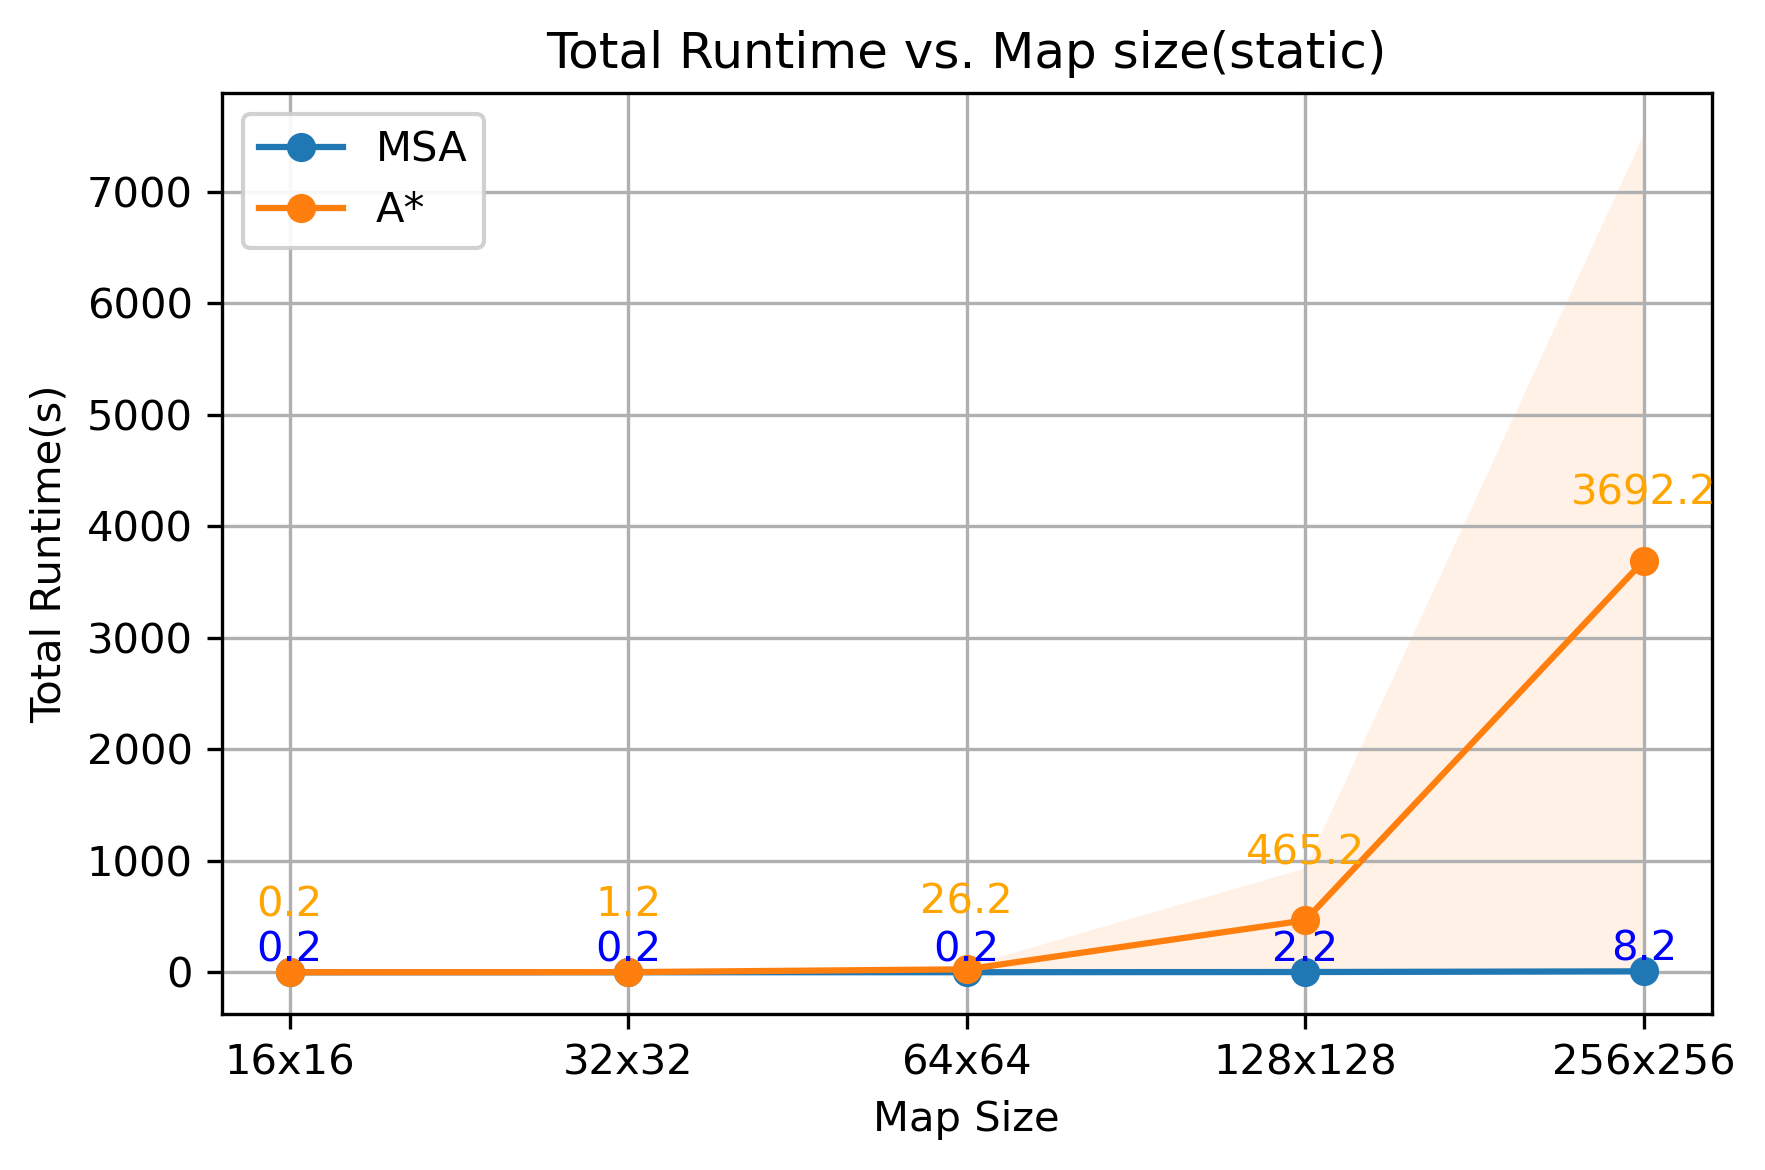 Total Runtime vs. Map size(static)
MSA
A*
7000
6000
5000
4000
3000
2000
1000
0
Total Runtime(s)
3692.2
465.2
0.2
1.2
26.2
0.2
0.2
0.2
2.2
8.2
16x16
32x32
64x64
128x128
256x256
Map Size